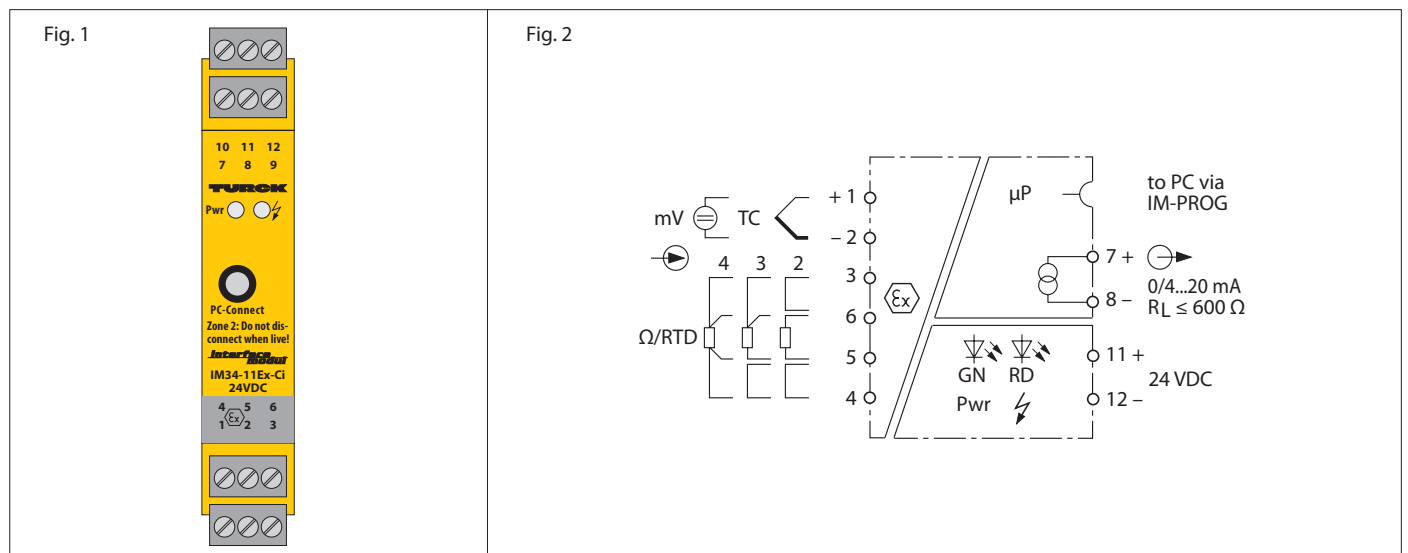 Fig. 1
10 11 12
7 8 9
TURCK
Pwr
PC-Connect
Zone 2: Do not dis-
connect when live!
interface
modul
IM34-11Ex-Ci
24VDC
4 5 6
Ex
1 2 3
Fig. 2
+ 1
mV TC
– 2
4 3 2
3
6
Ω/RTD
5
4
Ex
µP
to PC via
IM-PROG
7 +
0/4...20 mA
8 –
RL ≤ 600 Ω
GN RD
Pwr
11 +
24 VDC
12 –